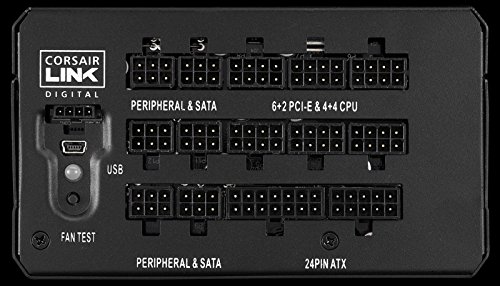 CORSAIR
LINK
DIGITAL
PERIPHERAL & SATA
6+2 PCI-E & 4+4 CPU
USB
FAN TEST
PERIPHERAL & SATA
24PIN ATX